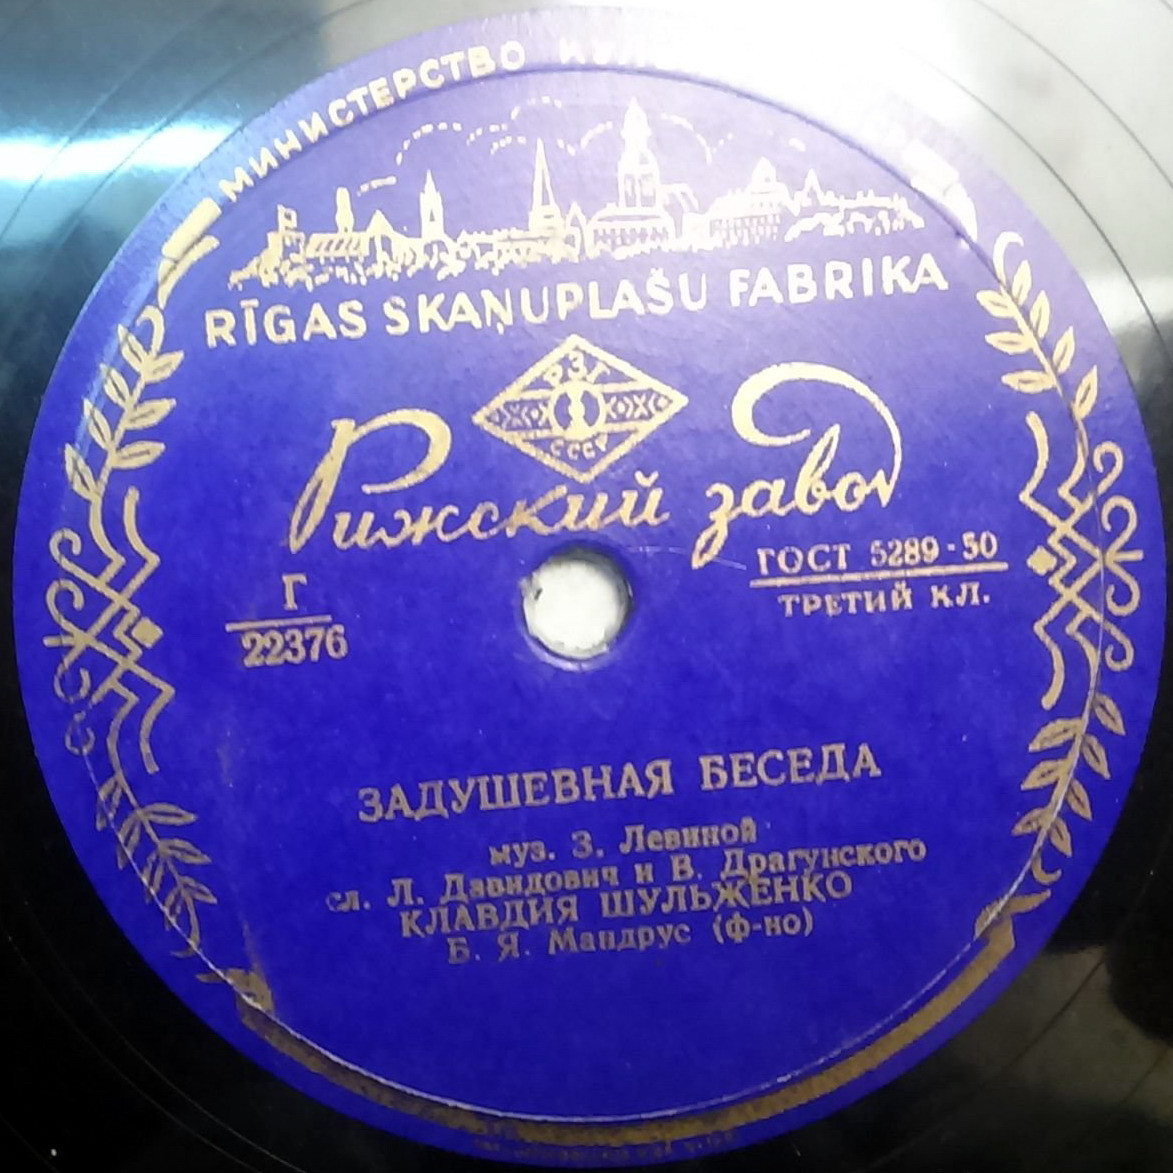 МИНИСТЕРСТВО
RĪGAS SKAŅUPLAŠU FABRIKA
РЗГ
СССР
Рижский завод
ГОСТ 5289-50
ТРЕТИЙ КЛ.
Г
22376
ЗАДУШЕВНАЯ БЕСЕДА
муз. З. Левиной
сл. Л. Давидович и В. Драгунского
КЛАВДИЯ ШУЛЬЖЕНКО
Б. Я. Мандрус (ф-но)